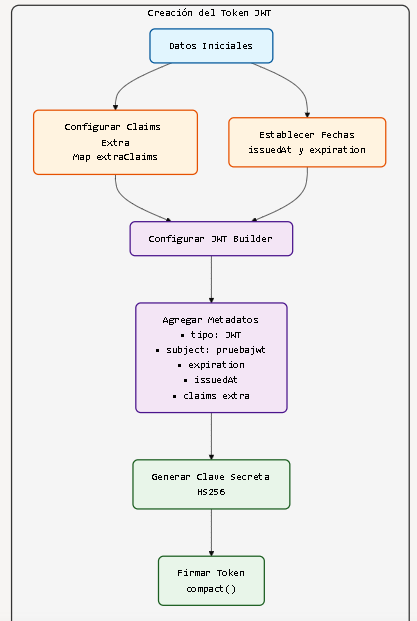 Creación del Token JWT
Datos Iniciales
Configurar Claims
Extra
Map extraClaims
Establecer Fechas
issuedAt y expiration
Configurar JWT Builder
Agregar Metadatos
• tipo: JWT
• subject: pruebajwt
• expiration
• issuedAt
• claims extra
Generar Clave Secreta
HS256
Firmar Token
compact()